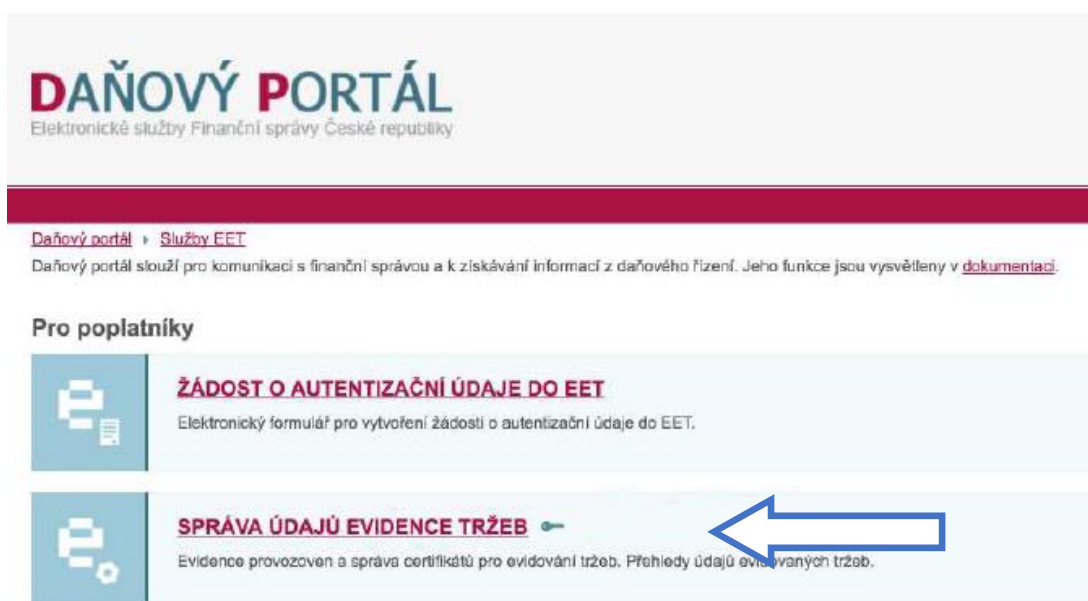 DAŇOVÝ PORTÁL
Elektronické služby Finanční správy České republiky
Daňový portál Služby EET
Daňový portál slouží pro komunikaci s finanční správou a k získávání informací z daňového řízení. Jeho funkce jsou vysvětleny v dokumentaci.
Pro poplatníky
ŽÁDOST O AUTENTIZAČNÍ ÚDAJE DO EET
Elektronický formulář pro vytvoření žádosti o autentizační údaje do EET.
SPRÁVA ÚDAJŮ EVIDENCE TRŽEB
Evidence provozoven a správa certifikátů pro evidování tržeb. Přehledy údajů evidovaných tržeb.